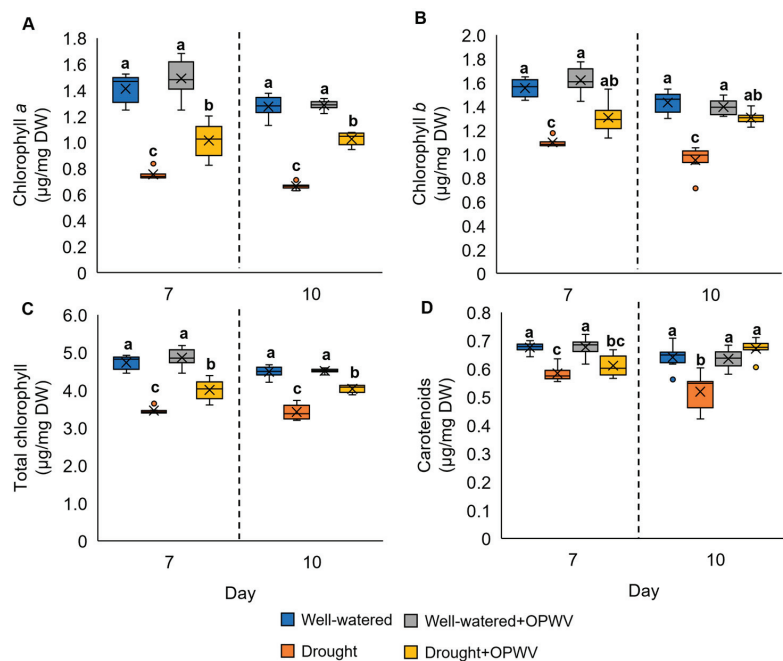 A
Chlorophyll a
(µg/mg DW)
1.8
1.6
1.4
1.2
1.0
0.8
0.6
0.4
0.2
0
a
c
a
b
a
c
a
b
7
10
B
Chlorophyll b
(µg/mg DW)
2.0
1.8
1.6
1.4
1.2
1.0
0.8
0.6
0.4
0.2
0
a
c
a
ab
a
c
a
ab
7
10
C
Total chlorophyll
(µg/mg DW)
6.0
5.0
4.0
3.0
2.0
1.0
0
a
c
a
b
a
c
a
b
7
10
Day
D
Carotenoids
(µg/mg DW)
0.8
0.7
0.6
0.5
0.4
0.3
0.2
0.1
0
a
c
a
bc
a
b
a
a
7
10
Day
Well-watered
Well-watered+OPWV
Drought
Drought+OPWV